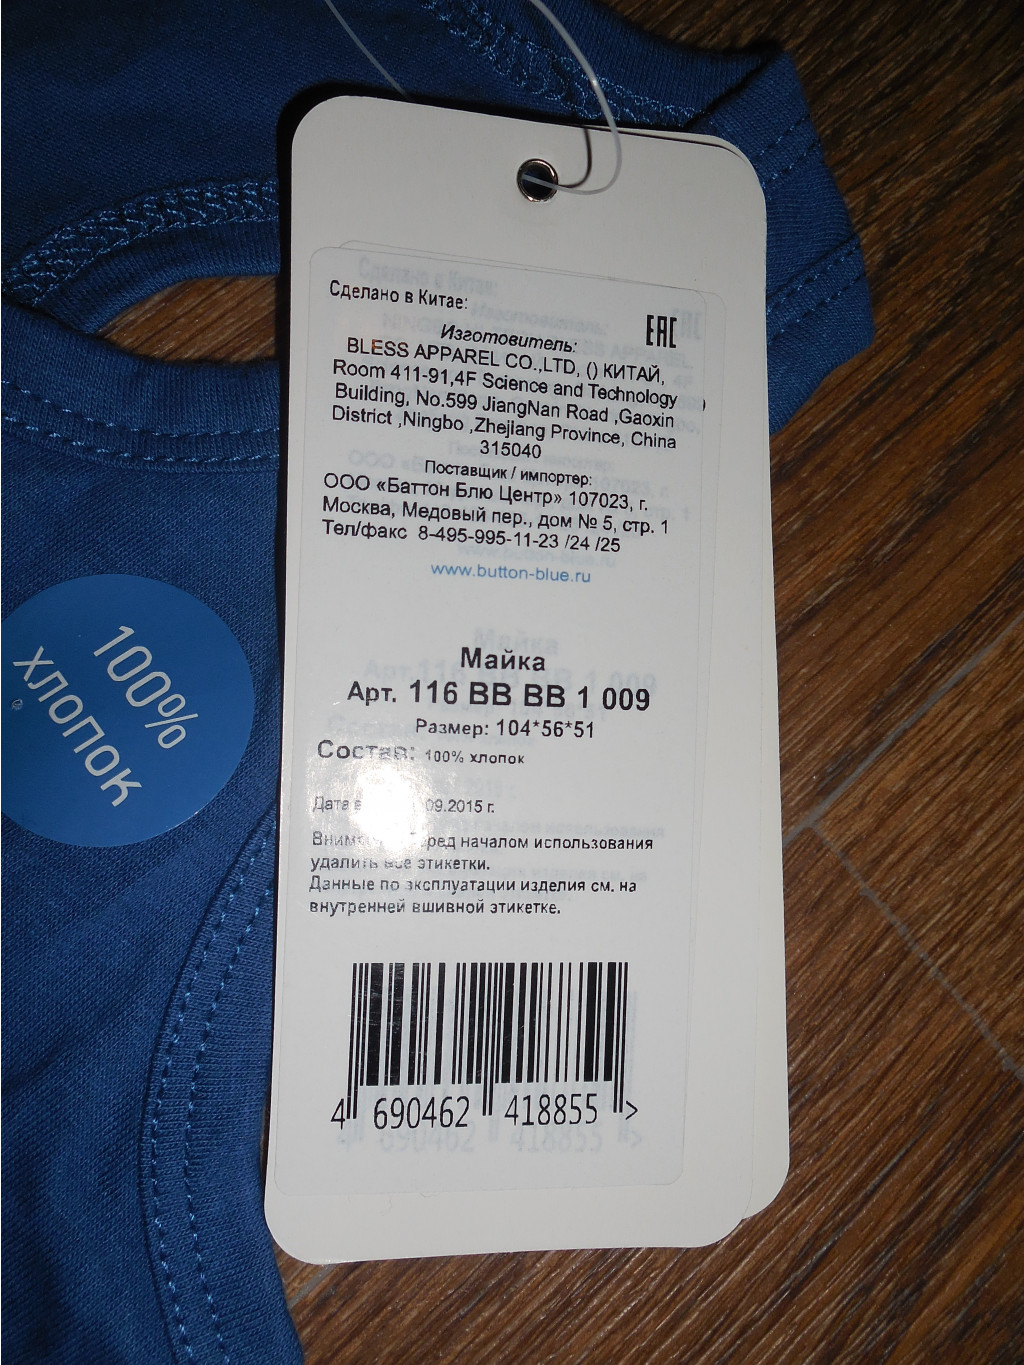 Сделано в Китае:
EAC
Изготовитель:
BLESS APPAREL CO.,LTD, () КИТАЙ,
Room 411-91,4F Science and Technology
Building, No.599 JiangNan Road ,Gaoxin
District ,Ningbo ,Zhejiang Province, China
315040
Поставщик / импортер:
ООО «Баттон Блю Центр» 107023, г.
Москва, Медовый пер., дом № 5, стр. 1
Тел/факс 8-495-995-11-23 /24 /25
www.button-blue.ru
Майка
Арт. 116 BB BB 1 009
Размер: 104*56*51
Состав: 100% хлопок
Дата 09.2015 г.
началом использования
удалить все этикетки.
Данные по эксплуатации изделия см. на
внутренней вшивной этикетке.
4 690462 418855 >
100%
хлопок